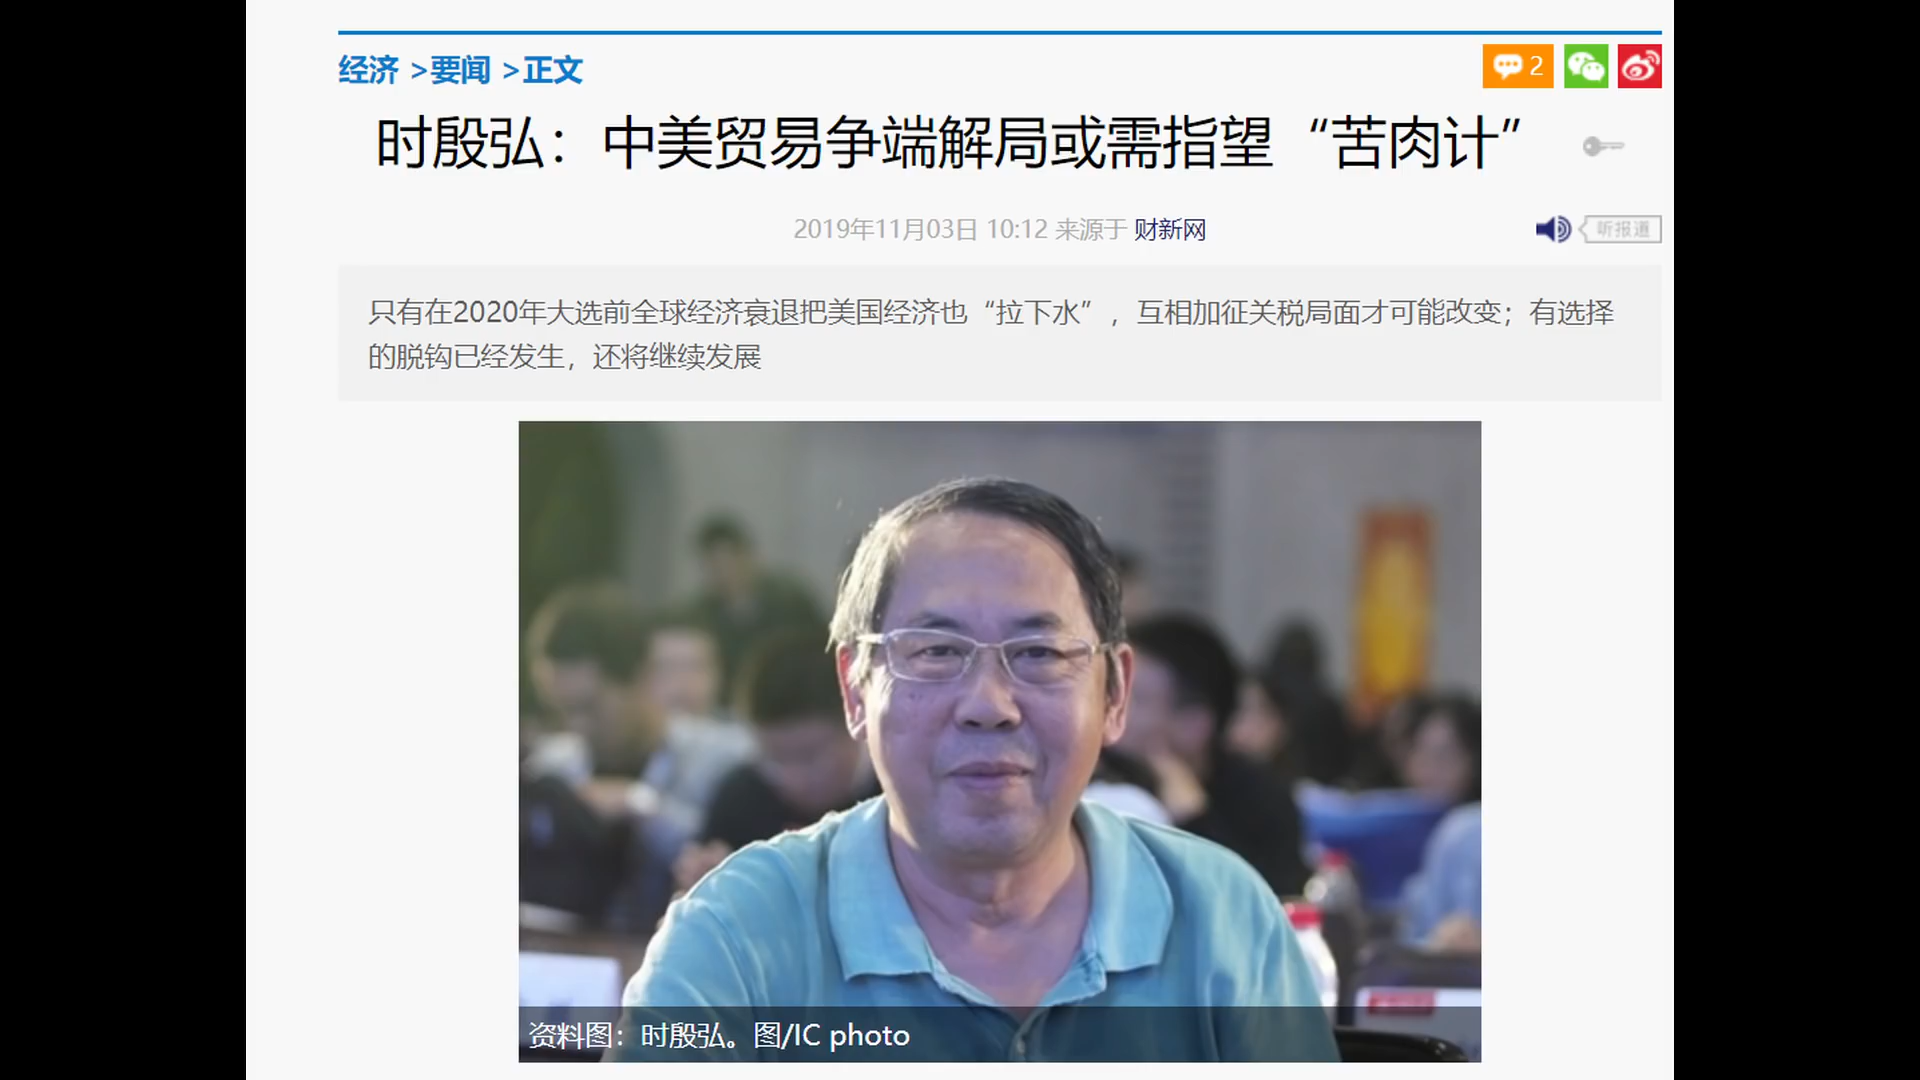 经济 >要闻 >正文
2
时殷弘：中美贸易争端解局或需指望“苦肉计”
2019年11月03日 10:12 来源于 财新网
听报道
只有在2020年大选前全球经济衰退把美国经济也“拉下水”，互相加征关税局面才可能改变；有选择
的脱钩已经发生，还将继续发展
资料图：时殷弘。图/IC photo